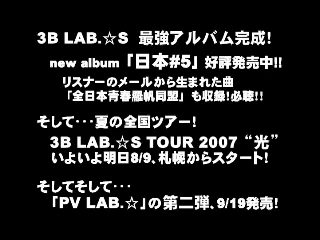 3B LAB.☆S 最強アルバム完成!
new album 「日本#5」 好評発売中!!
リスナーのメールから生まれた曲
「全日本青春懸帆同盟」も収録!必聴!!
そして･･･夏の全国ツアー!
3B LAB.☆S TOUR 2007 “光”
いよいよ明日8/9、札幌からスタート!
そしてそして･･･
「PV LAB.☆」の第二弾、9/19発売!